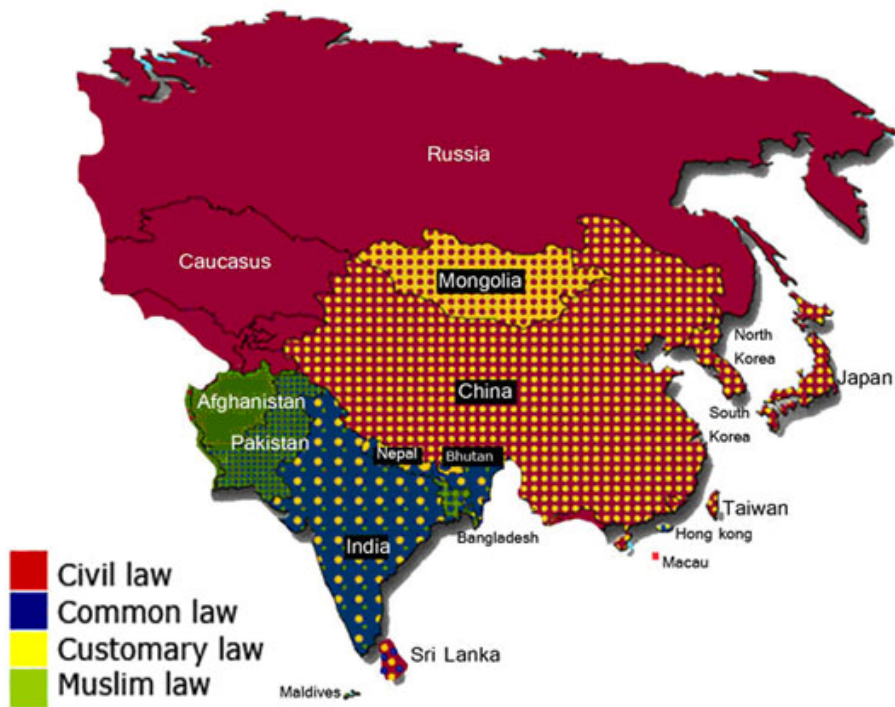 Russia
Caucasus
Mongolia
North
Korea
Japan
China
Afghanistan
South
Korea
Pakistan
Nepal
Bhutan
Taiwan
Bangladesh
Hong kong
India
Macau
Civil law
Common law
Customary law
Sri Lanka
Muslim law
Maldives